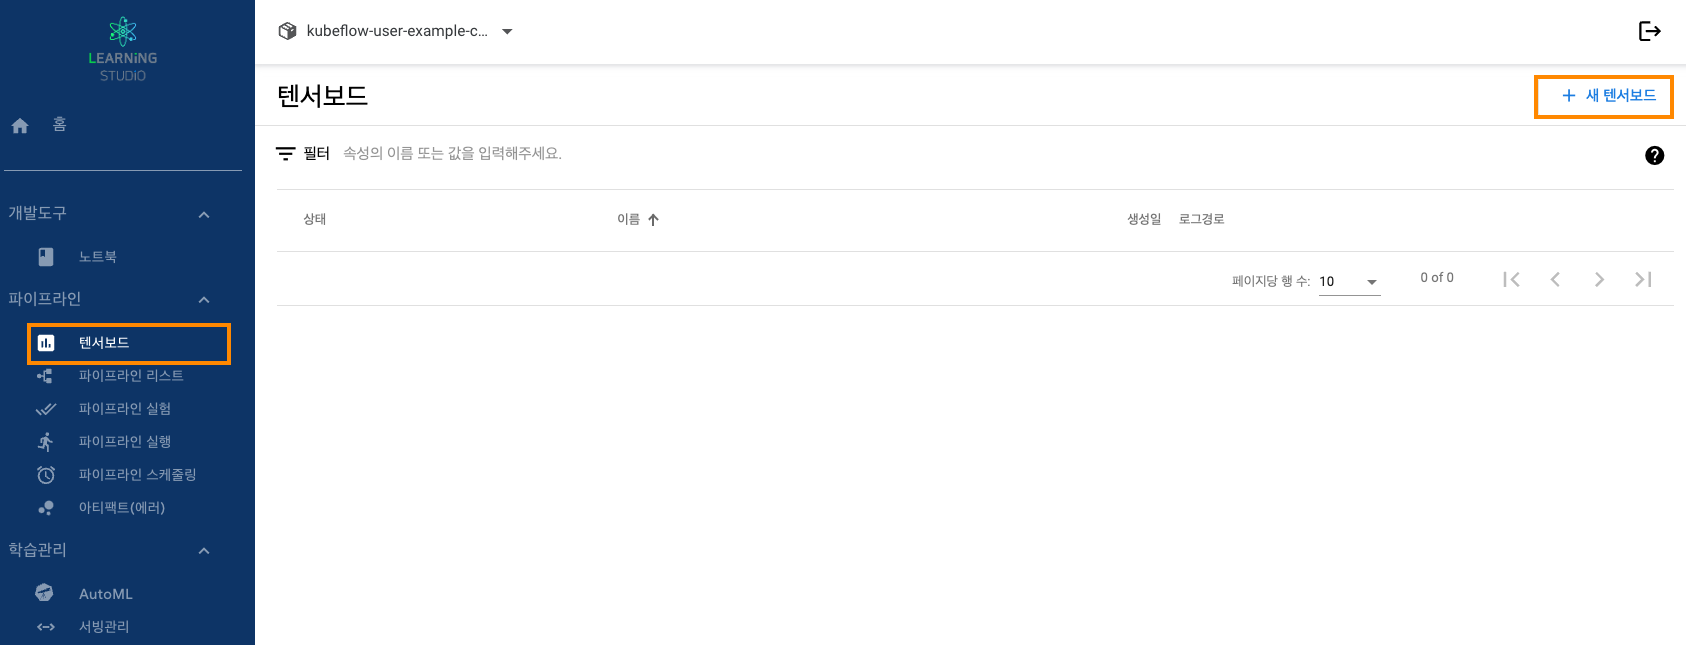 LEARNiNG
STUDiO
홈
개발도구
노트북
파이프라인
텐서보드
파이프라인 리스트
파이프라인 실험
파이프라인 실행
파이프라인 스케줄링
아티팩트(에러)
학습관리
AutoML
서빙관리
kubeflow-user-example-c...
텐서보드
+ 새 텐서보드
필터 속성의 이름 또는 값을 입력해주세요.
상태 이름 생성일 로그경로
페이지당 행 수: 10 0 of 0